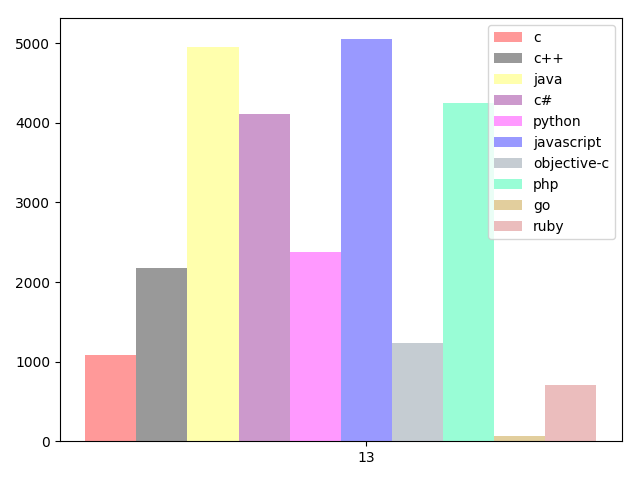 5000
4000
3000
2000
1000
0
13
c
c++
java
c#
python
javascript
objective-c
php
go
ruby